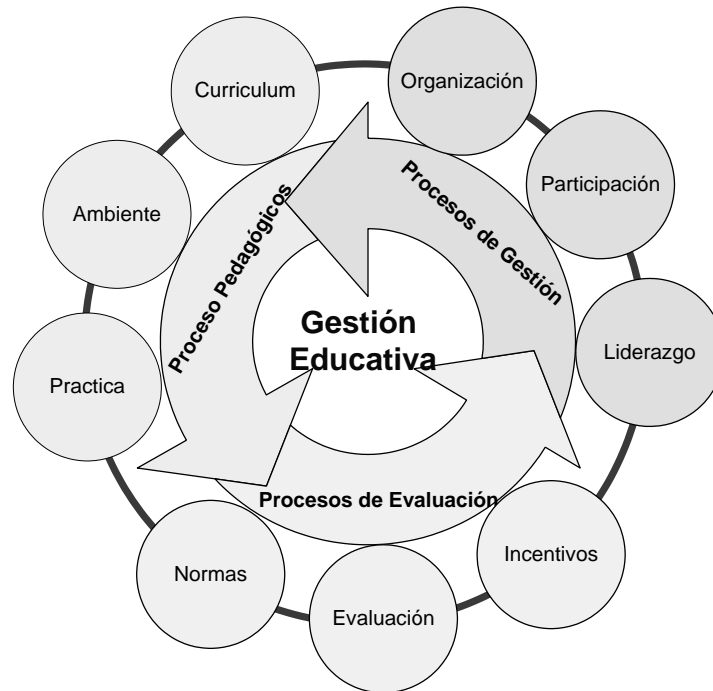 Curriculum
Organización
Participación
Ambiente
Liderazgo
Practica
Incentivos
Normas
Evaluación
Procesos de Gestión
Proceso Pedagógicos
Procesos de Evaluación
Gestión
Educativa